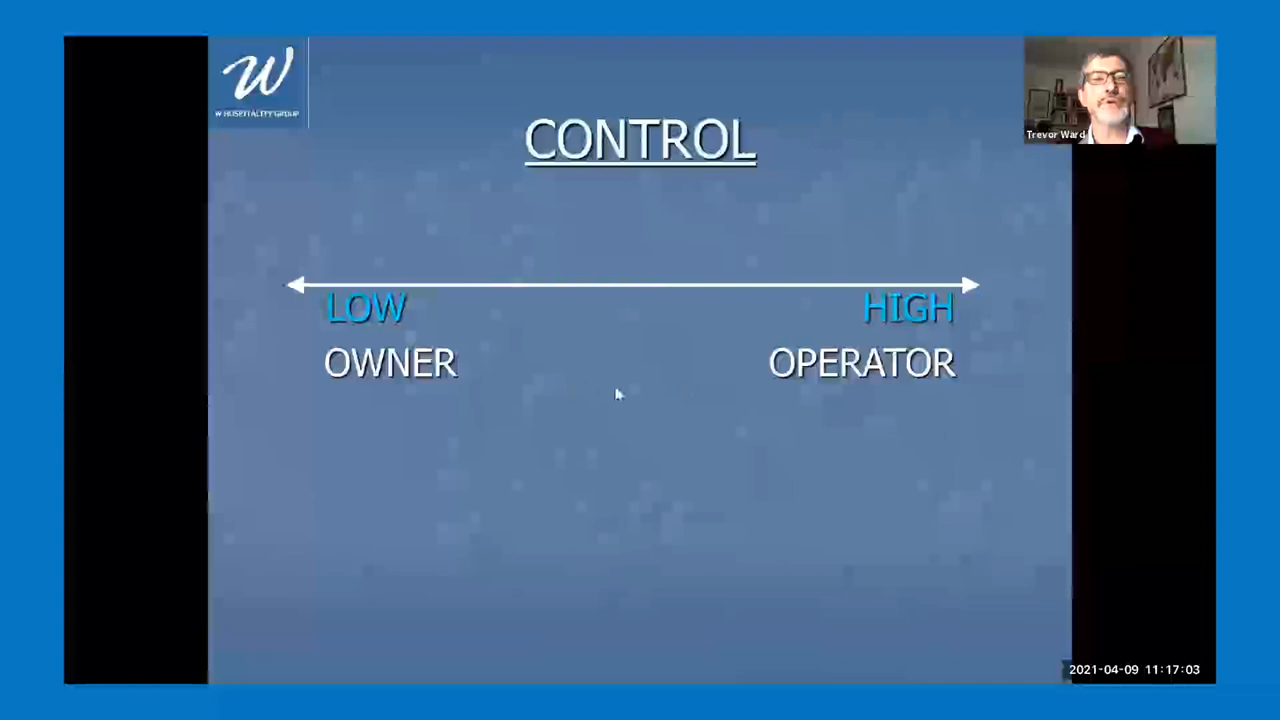 W
W HOSPITALITY GROUP
Trevor Ward
CONTROL
LOW HIGH
OWNER OPERATOR
2021-04-09 11:17:03